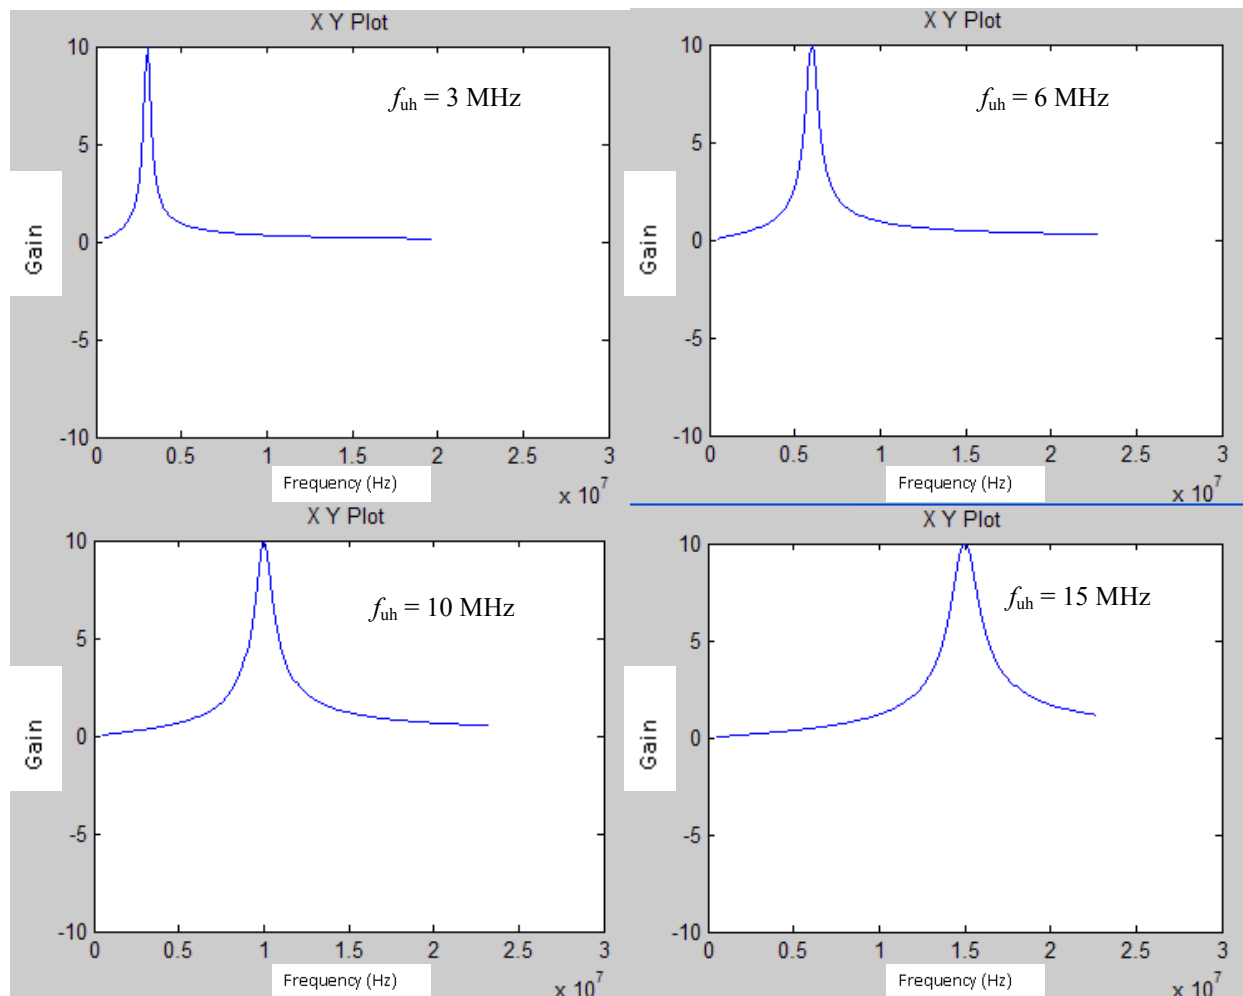 X Y Plot
f_uh = 3 MHz
10
5
0
-5
-10
Gain
0 0.5 1 1.5 2 2.5 3
Frequency (Hz)
x 10^7
X Y Plot
f_uh = 6 MHz
10
5
0
-5
-10
Gain
0 0.5 1 1.5 2 2.5 3
Frequency (Hz)
x 10^7
X Y Plot
f_uh = 10 MHz
10
5
0
-5
-10
Gain
0 0.5 1 1.5 2 2.5 3
Frequency (Hz)
x 10^7
X Y Plot
f_uh = 15 MHz
10
5
0
-5
-10
Gain
0 0.5 1 1.5 2 2.5 3
Frequency (Hz)
x 10^7